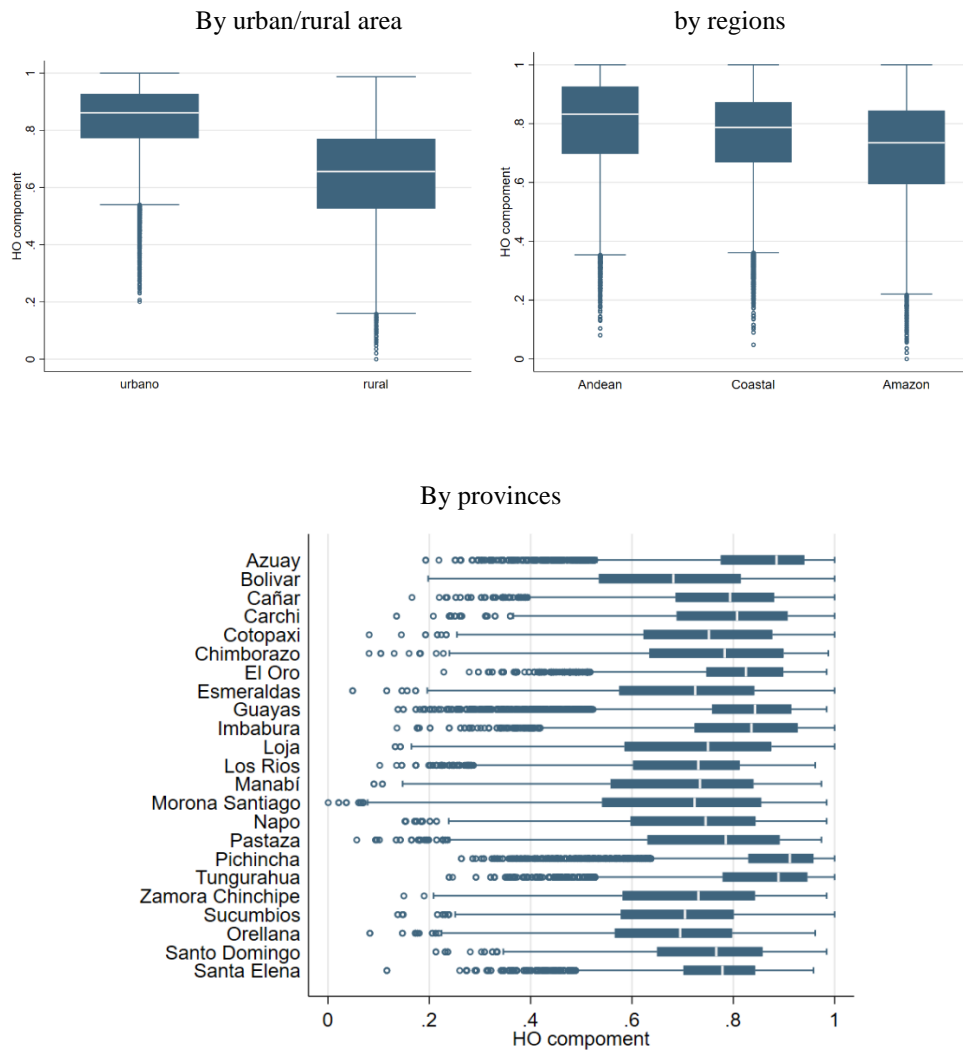 By urban/rural area
by regions
HO compoment
0
.2
.4
.6
.8
1
urbano
rural
HO compoment
0
.2
.4
.6
.8
1
Andean
Coastal
Amazon
By provinces
Azuay
Bolivar
Cañar
Carchi
Cotopaxi
Chimborazo
El Oro
Esmeraldas
Guayas
Imbabura
Loja
Los Rios
Manabí
Morona Santiago
Napo
Pastaza
Pichincha
Tungurahua
Zamora Chinchipe
Sucumbios
Orellana
Santo Domingo
Santa Elena
0 .2 .4 .6 .8 1
HO compoment